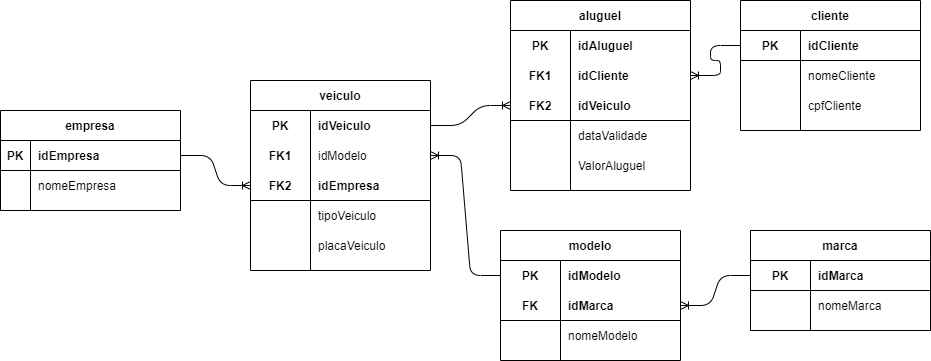 empresa
PK idEmpresa
nomeEmpresa
veiculo
PK idVeiculo
FK1 idModelo
FK2 idEmpresa
tipoVeiculo
placaVeiculo
aluguel
PK idAluguel
FK1 idCliente
FK2 idVeiculo
dataValidade
ValorAluguel
cliente
PK idCliente
nomeCliente
cpfCliente
modelo
PK idModelo
FK idMarca
nomeModelo
marca
PK idMarca
nomeMarca